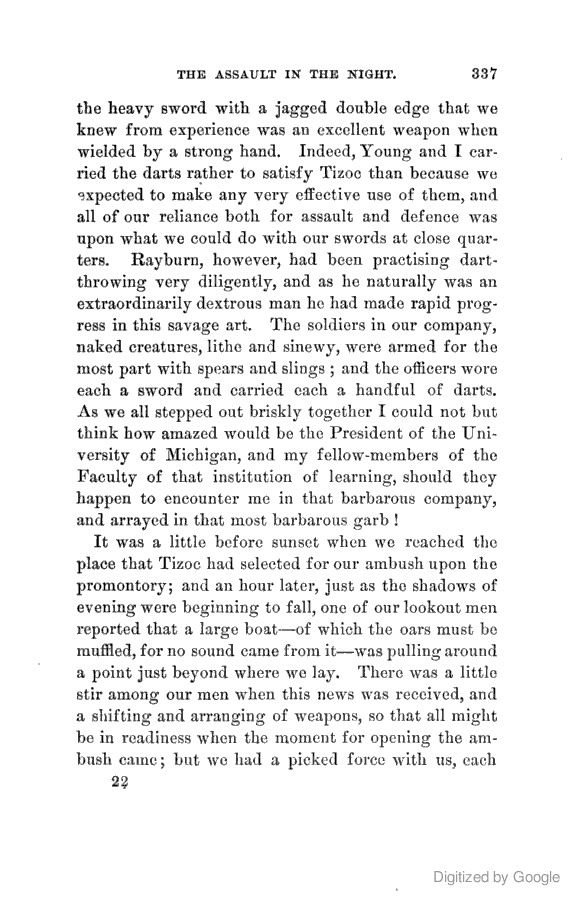 THE ASSAULT IN THE NIGHT. 337
the heavy sword with a jagged double edge that we
knew from experience was an excellent weapon when
wielded by a strong hand. Indeed, Young and I car-
ried the darts rather to satisfy Tizoc than because we
expected to make any very effective use of them, and
all of our reliance both for assault and defence was
upon what we could do with our swords at close quar-
ters. Rayburn, however, had been practising dart-
throwing very diligently, and as he naturally was an
extraordinarily dextrous man he had made rapid prog-
ress in this savage art. The soldiers in our company,
naked creatures, lithe and sinewy, were armed for the
most part with spears and slings ; and the officers wore
each a sword and carried each a handful of darts.
As we all stepped out briskly together I could not but
think how amazed would be the President of the Uni-
versity of Michigan, and my fellow-members of the
Faculty of that institution of learning, should they
happen to encounter me in that barbarous company,
and arrayed in that most barbarous garb !
It was a little before sunset when we reached the
place that Tizoc had selected for our ambush upon the
promontory; and an hour later, just as the shadows of
evening were beginning to fall, one of our lookout men
reported that a large boat—of which the oars must be
muffled, for no sound came from it—was pulling around
a point just beyond where we lay. There was a little
stir among our men when this news was received, and
a shifting and arranging of weapons, so that all might
be in readiness when the moment for opening the am-
bush came; but we had a picked force with us, each
22
Digitized by Google